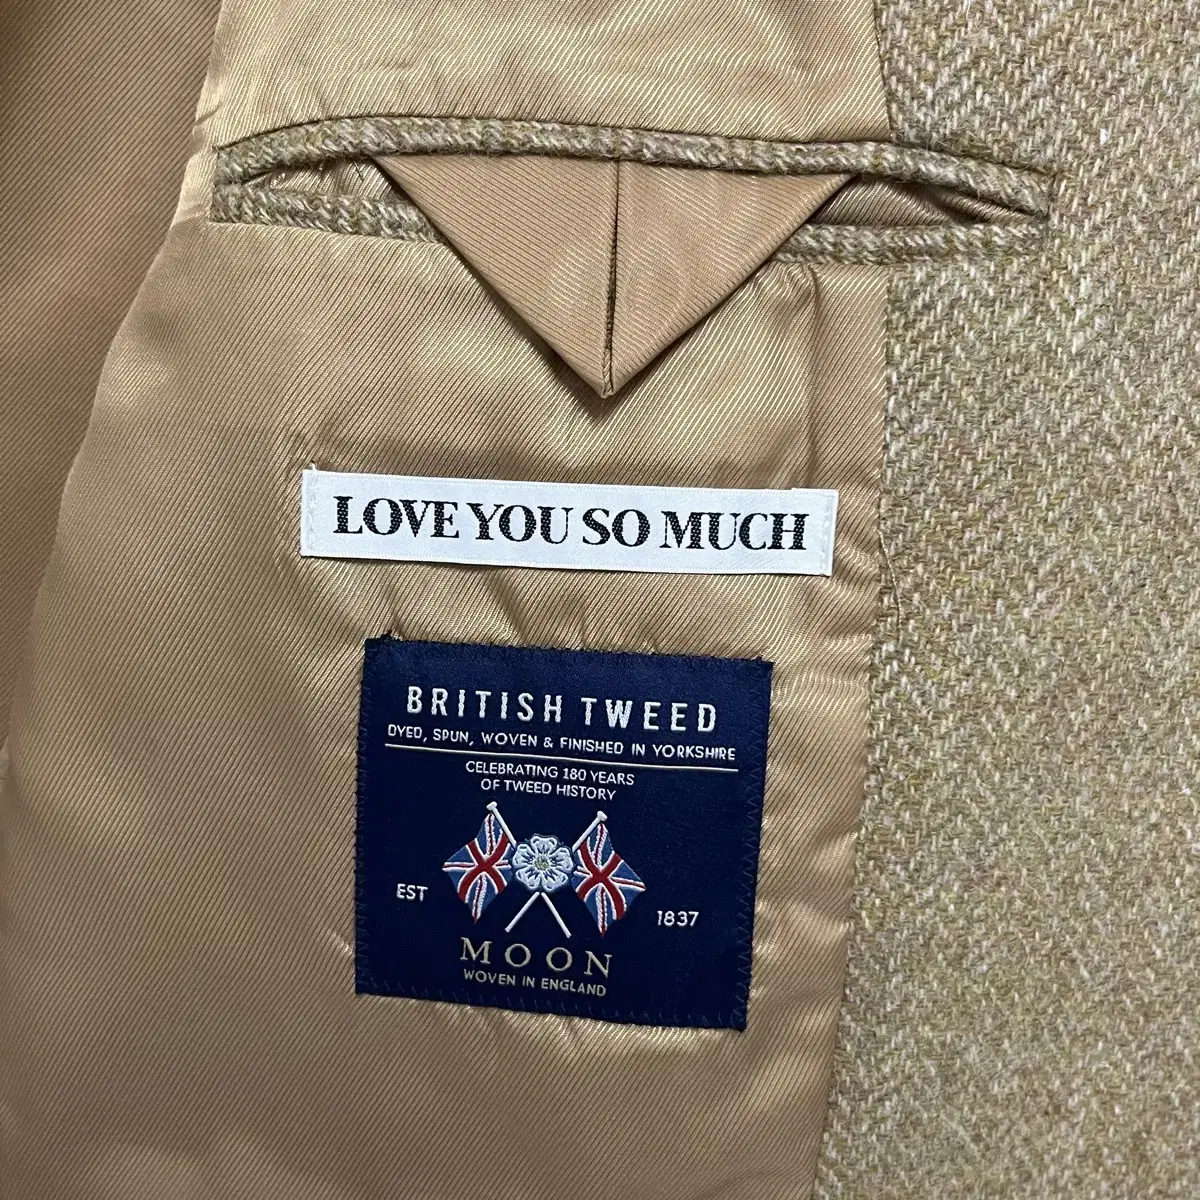 LOVE YOU SO MUCH
BRITISH TWEED
DYED, SPUN, WOVEN & FINISHED IN YORKSHIRE
CELEBRATING 180 YEARS
OF TWEED HISTORY
EST 1837
MOON
WOVEN IN ENGLAND